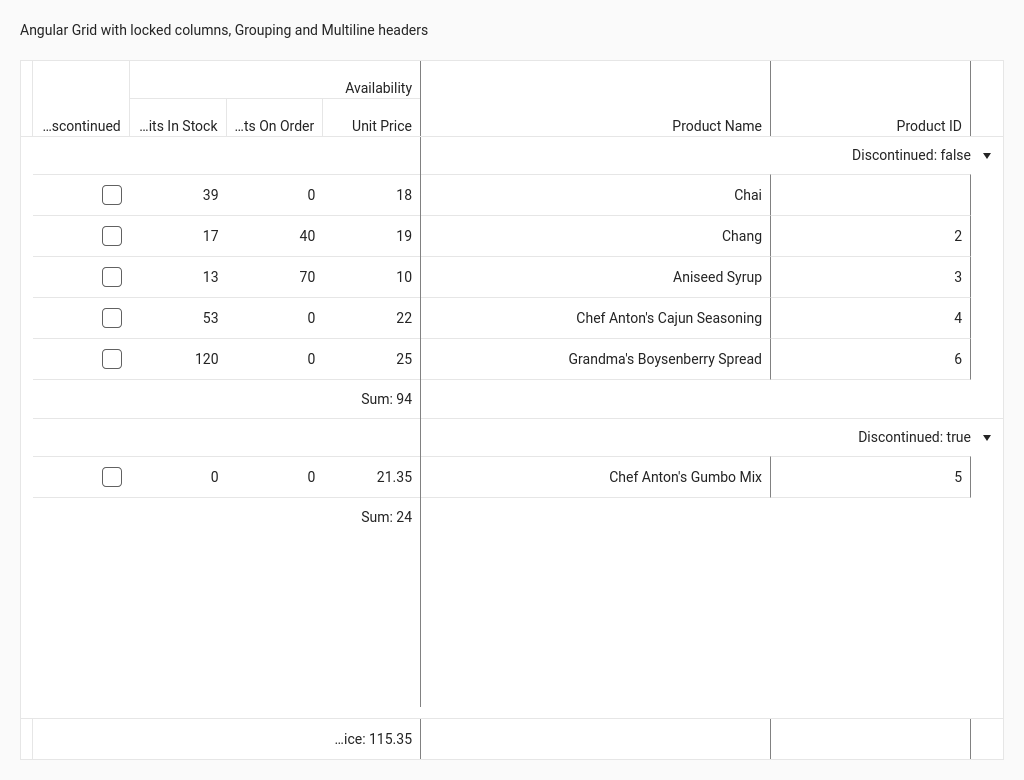 Angular Grid with locked columns, Grouping and Multiline headers
Availability
...scontinued ...its In Stock ...ts On Order Unit Price Product Name Product ID
Discontinued: false
39 0 18 Chai
17 40 19 Chang 2
13 70 10 Aniseed Syrup 3
53 0 22 Chef Anton's Cajun Seasoning 4
120 0 25 Grandma's Boysenberry Spread 6
Sum: 94
Discontinued: true
0 0 21.35 Chef Anton's Gumbo Mix 5
Sum: 24
...ice: 115.35